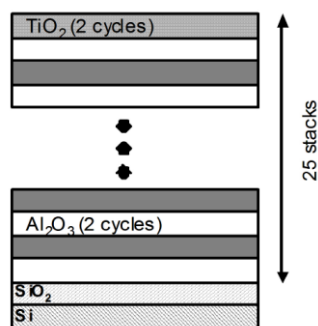 TiO₂ (2 cycles)
25 stacks
Al₂O₃ (2 cycles)
SiO₂
Si